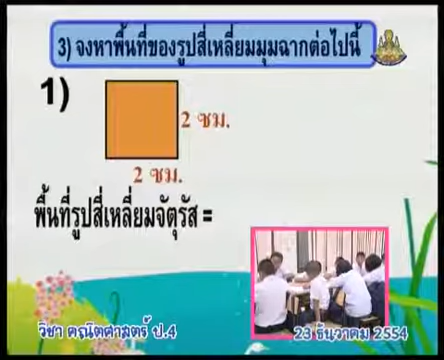 3) จงหาพื้นที่ของรูปสี่เหลี่ยมมุมฉากต่อไปนี้
1)
2 ซม.
2 ซม.
พื้นที่รูปสี่เหลี่ยมจัตุรัส =
วิชา คณิตศาสตร์ ป.4
23 ธันวาคม 2554